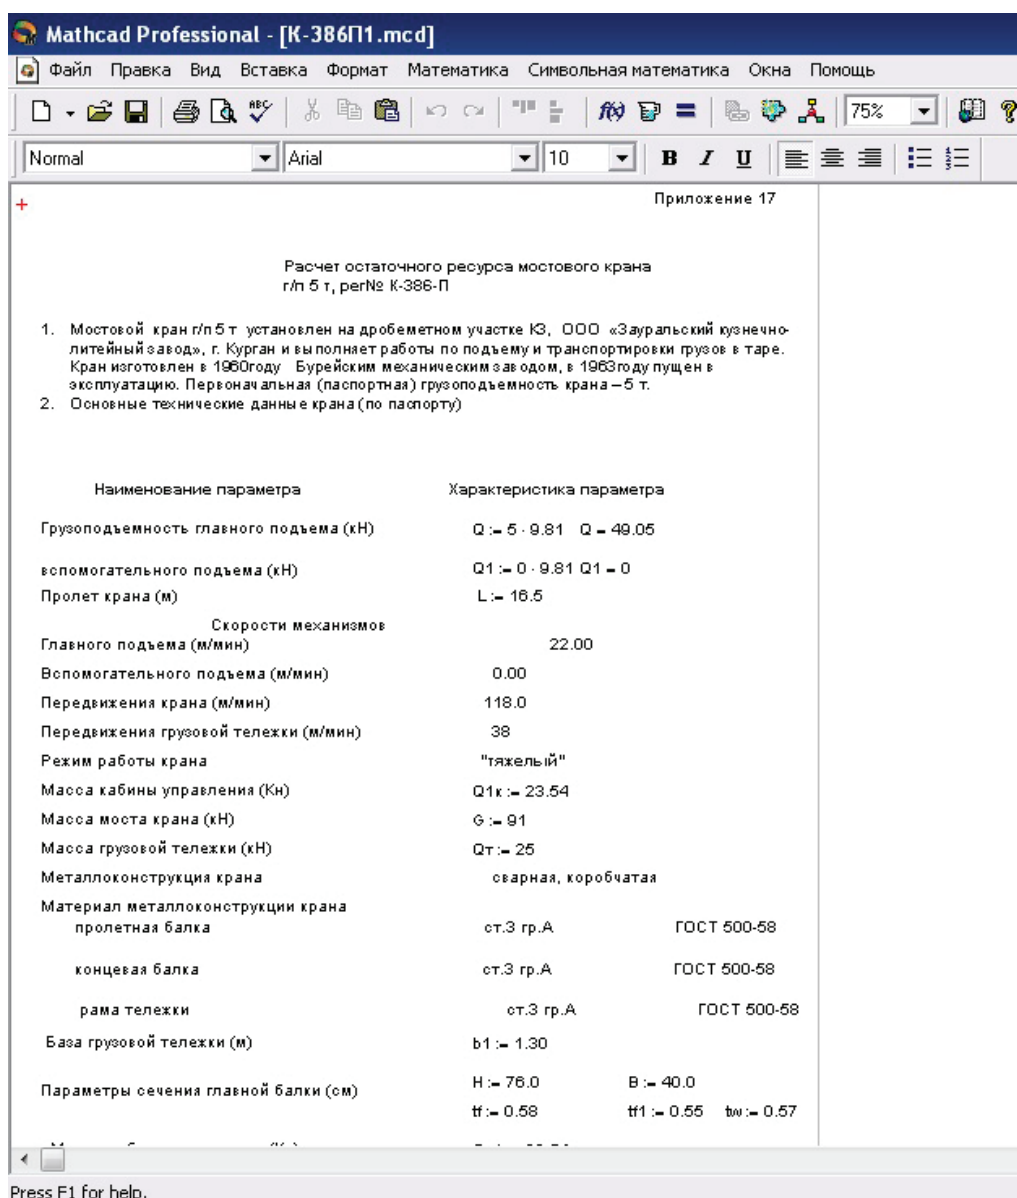 Mathcad Professional - [К-386П1.mcd]
Файл Правка Вид Вставка Формат Математика Символьная математика Окна Помощь
ABC f(x) 75%
Normal Arial 10 B I U
Приложение 17
Расчет остаточного ресурса мостового крана
г/п 5 т, рег№ К-386-П
1. Мостовой кран г/п 5 т установлен на дробеметном участке КЗ, ООО «Зауральский кузнечно-
литейный завод», г. Курган и выполняет работы по подъему и транспортировки грузов в таре.
Кран изготовлен в 1960году Бурейским механическим заводом, в 1963году пущен в
эксплуатацию. Первоначальная (паспортная) грузоподъемность крана – 5 т.
2. Основные технические данные крана (по паспорту)
Наименование параметра Характеристика параметра
Грузоподъемность главного подъема (кН) Q := 5 · 9.81 Q = 49.05
вспомогательного подъема (кН) Q1 := 0 · 9.81 Q1 = 0
Пролет крана (м) L := 16.5
Скорости механизмов
Главного подъема (м/мин) 22.00
Вспомогательного подъема (м/мин) 0.00
Передвижения крана (м/мин) 118.0
Передвижения грузовой тележки (м/мин) 38
Режим работы крана "тяжелый"
Масса кабины управления (Кн) Q1к := 23.54
Масса моста крана (кН) G := 91
Масса грузовой тележки (кН) Qт := 25
Металлоконструкция крана сварная, коробчатая
Материал металлоконструкции крана
пролетная балка ст.3 гр.А ГОСТ 500-58
концевая балка ст.3 гр.А ГОСТ 500-58
рама тележки ст.3 гр.А ГОСТ 500-58
База грузовой тележки (м) b1 := 1.30
Параметры сечения главной балки (см) H := 76.0 B := 40.0
tf := 0.58 tf1 := 0.55 tw := 0.57
Press F1 for help.